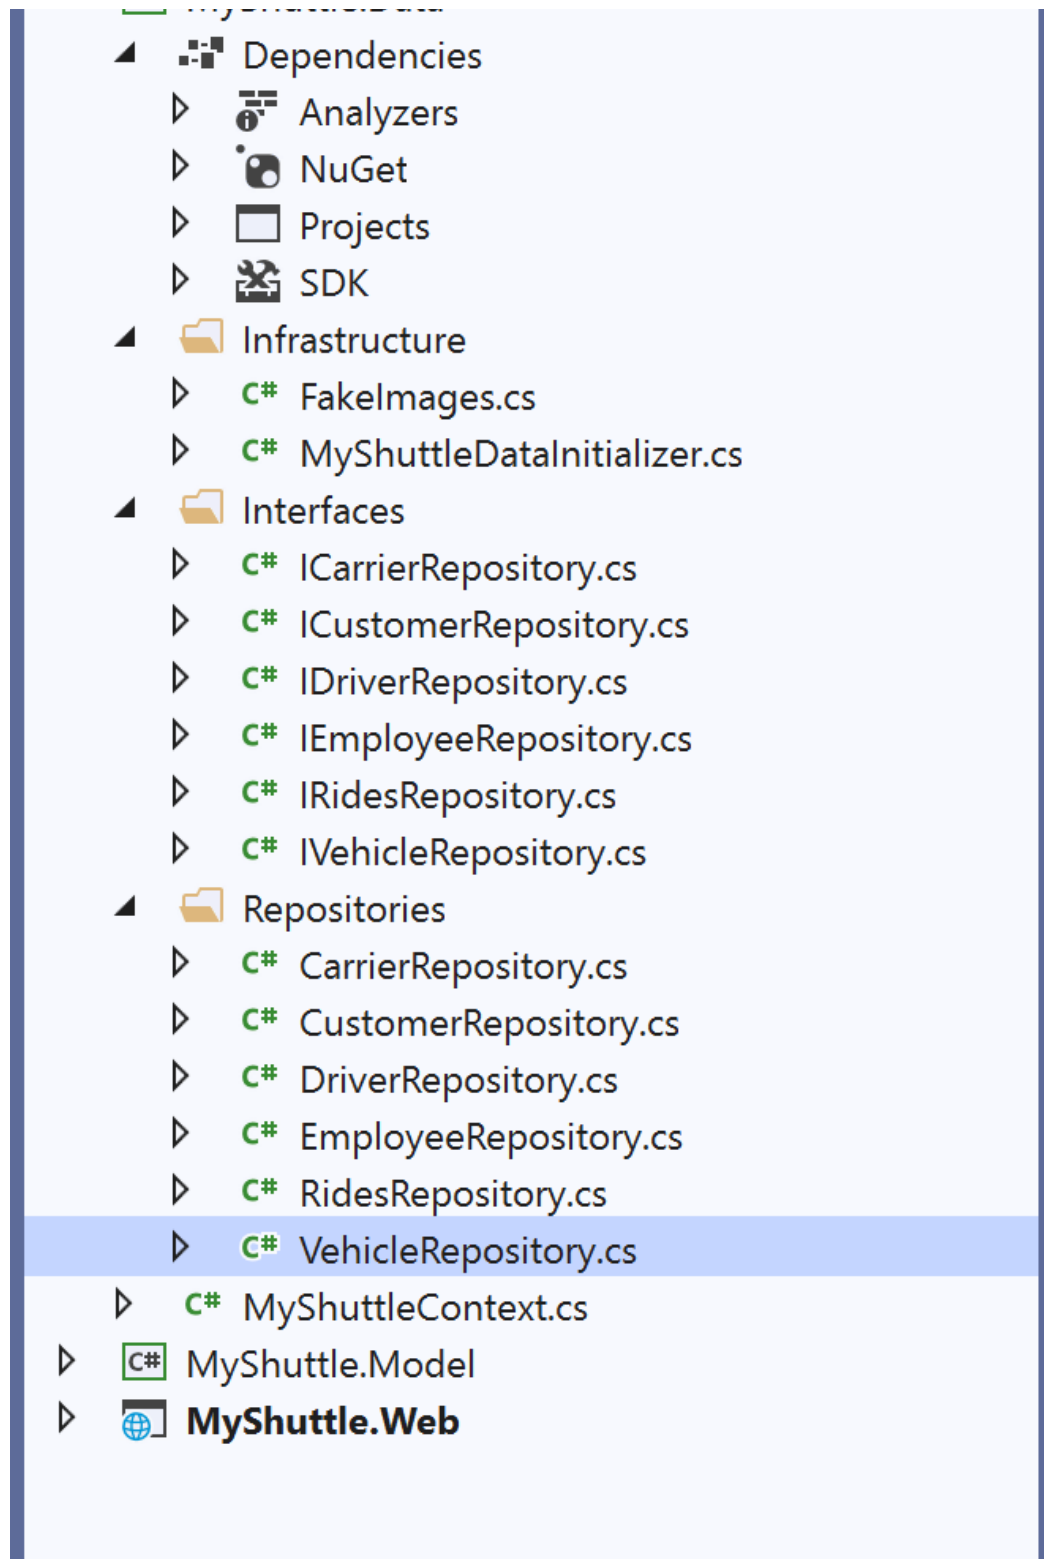 MyShuttle.Data
Dependencies
Analyzers
NuGet
Projects
SDK
Infrastructure
C# FakeImages.cs
C# MyShuttleDataInitializer.cs
Interfaces
C# ICarrierRepository.cs
C# ICustomerRepository.cs
C# IDriverRepository.cs
C# IEmployeeRepository.cs
C# IRidesRepository.cs
C# IVehicleRepository.cs
Repositories
C# CarrierRepository.cs
C# CustomerRepository.cs
C# DriverRepository.cs
C# EmployeeRepository.cs
C# RidesRepository.cs
C# VehicleRepository.cs
C# MyShuttleContext.cs
C# MyShuttle.Model
MyShuttle.Web